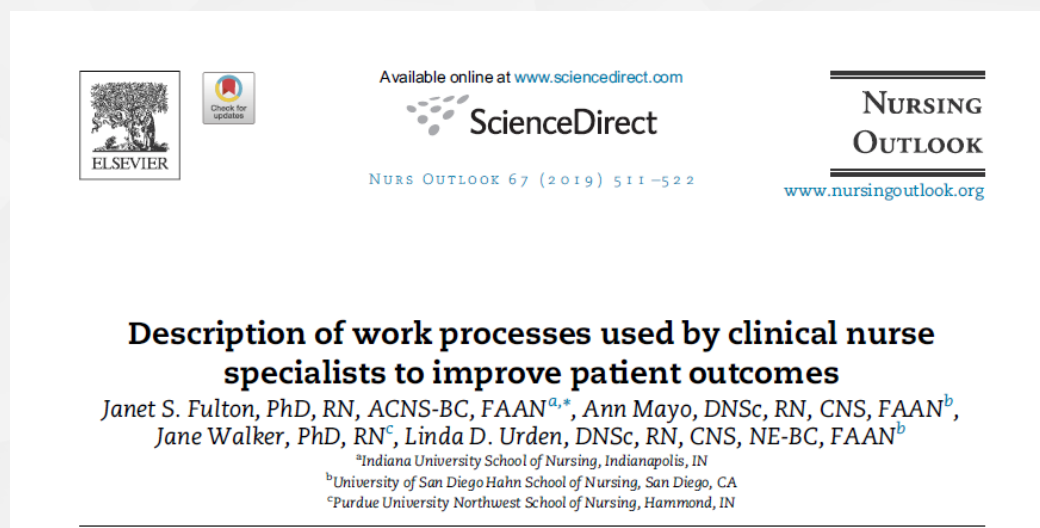 Available online at www.sciencedirect.com
ELSEVIER
Check for
updates
ScienceDirect
NURS OUTLOOK 67 (2019) 511–522
NURSING
OUTLOOK
www.nursingoutlook.org
Description of work processes used by clinical nurse
specialists to improve patient outcomes
Janet S. Fulton, PhD, RN, ACNS-BC, FAANa,*, Ann Mayo, DNSc, RN, CNS, FAANb,
Jane Walker, PhD, RNc, Linda D. Urden, DNSc, RN, CNS, NE-BC, FAANb
aIndiana University School of Nursing, Indianapolis, IN
bUniversity of San Diego Hahn School of Nursing, San Diego, CA
cPurdue University Northwest School of Nursing, Hammond, IN